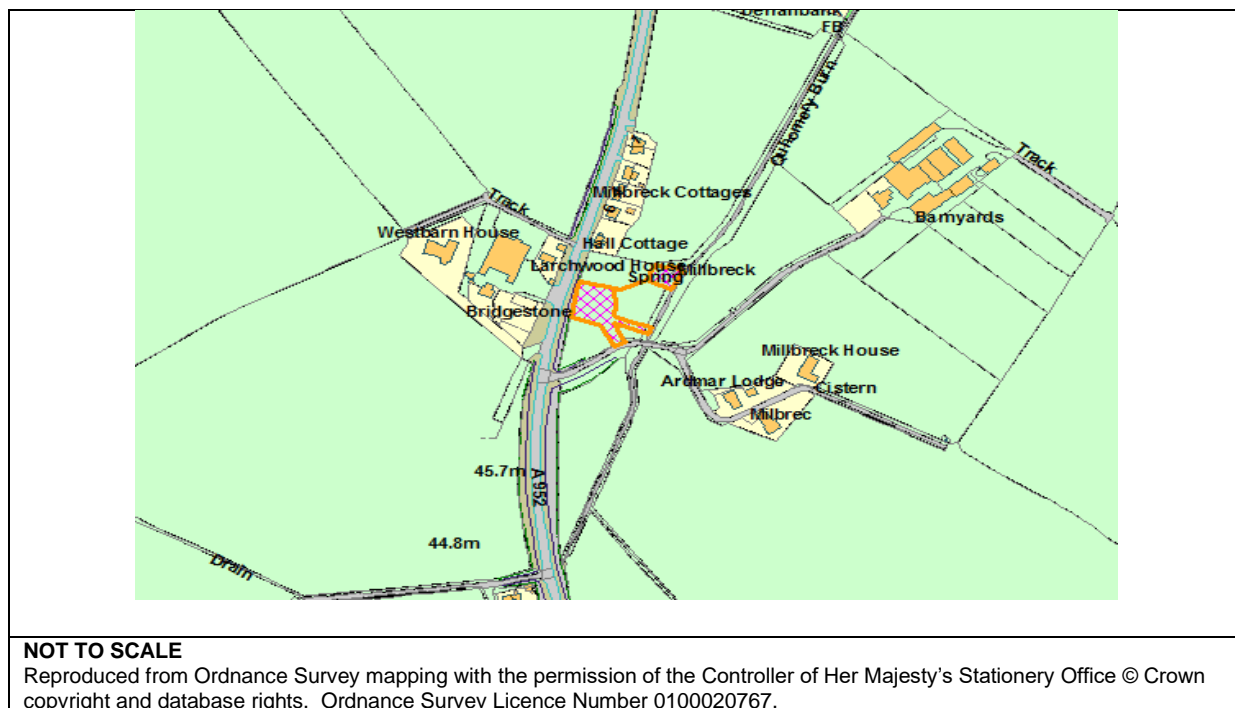 Derranbank
FB
Quhomery Burn
Track
Millbreck Cottages
Track
Barnyards
Westbarn House
Hall Cottage
Larchwood House
Millbreck
Spring
Bridgestone
Millbreck House
Ardmar Lodge
Cistern
Milbrec
45.7m
A 952
44.8m
Drain
NOT TO SCALE
Reproduced from Ordnance Survey mapping with the permission of the Controller of Her Majesty's Stationery Office © Crown
copyright and database rights. Ordnance Survey Licence Number 0100020767.